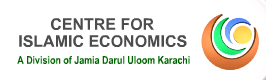 CENTRE FOR
ISLAMIC ECONOMICS
A Division of Jamia Darul Uloom Karachi